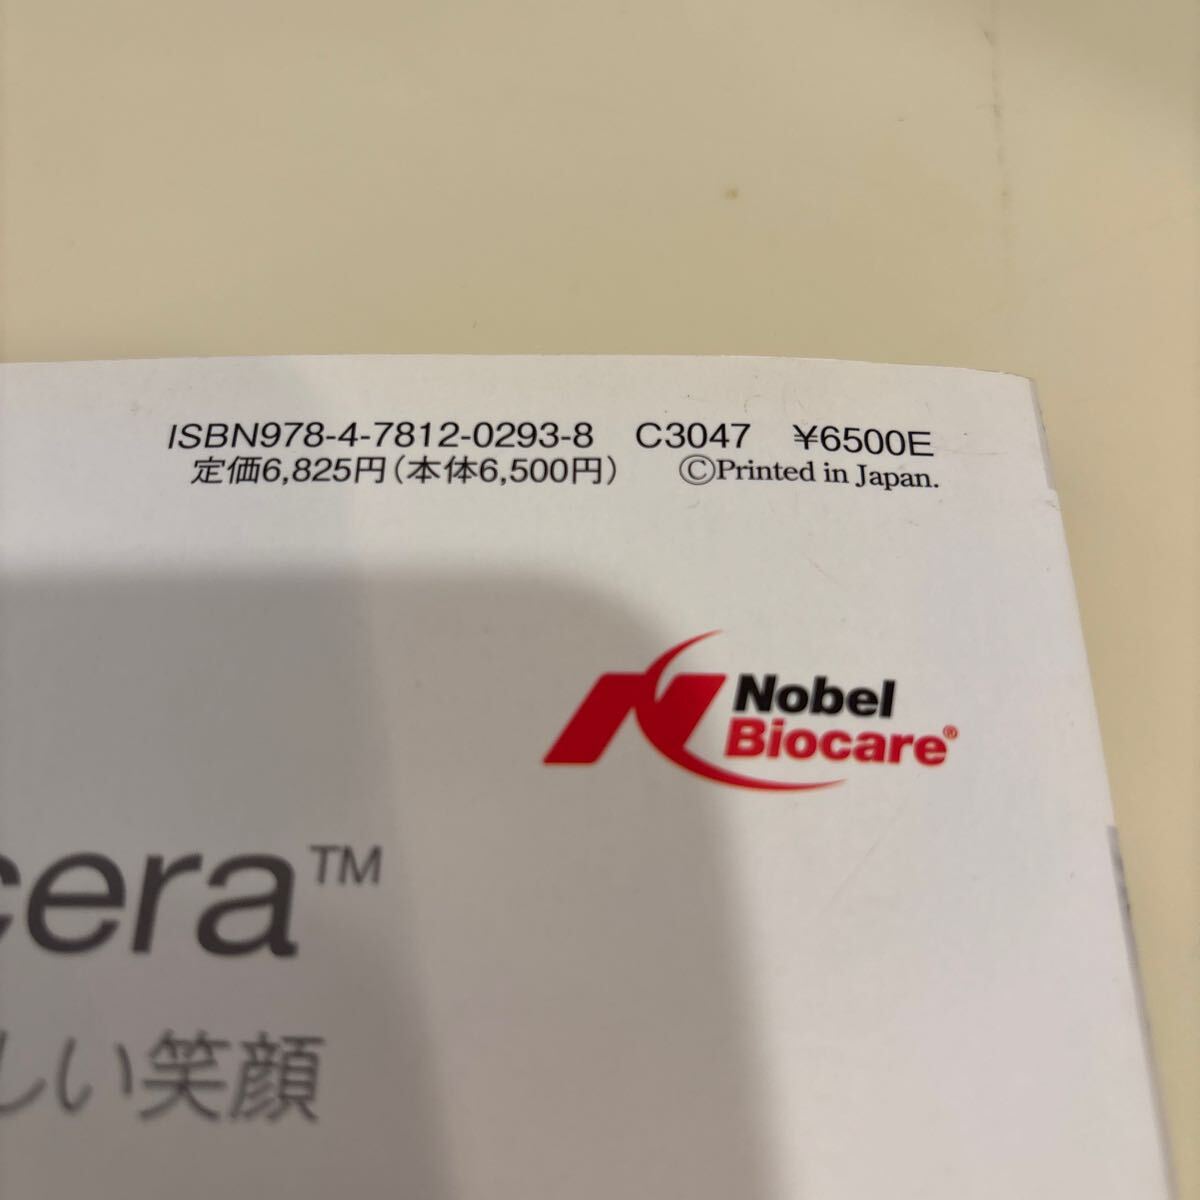 ISBN978-4-7812-0293-8 C3047 ¥6500E
定価6,825円(本体6,500円) ©Printed in Japan.
Nobel
Biocare®
cera™
しい笑顔